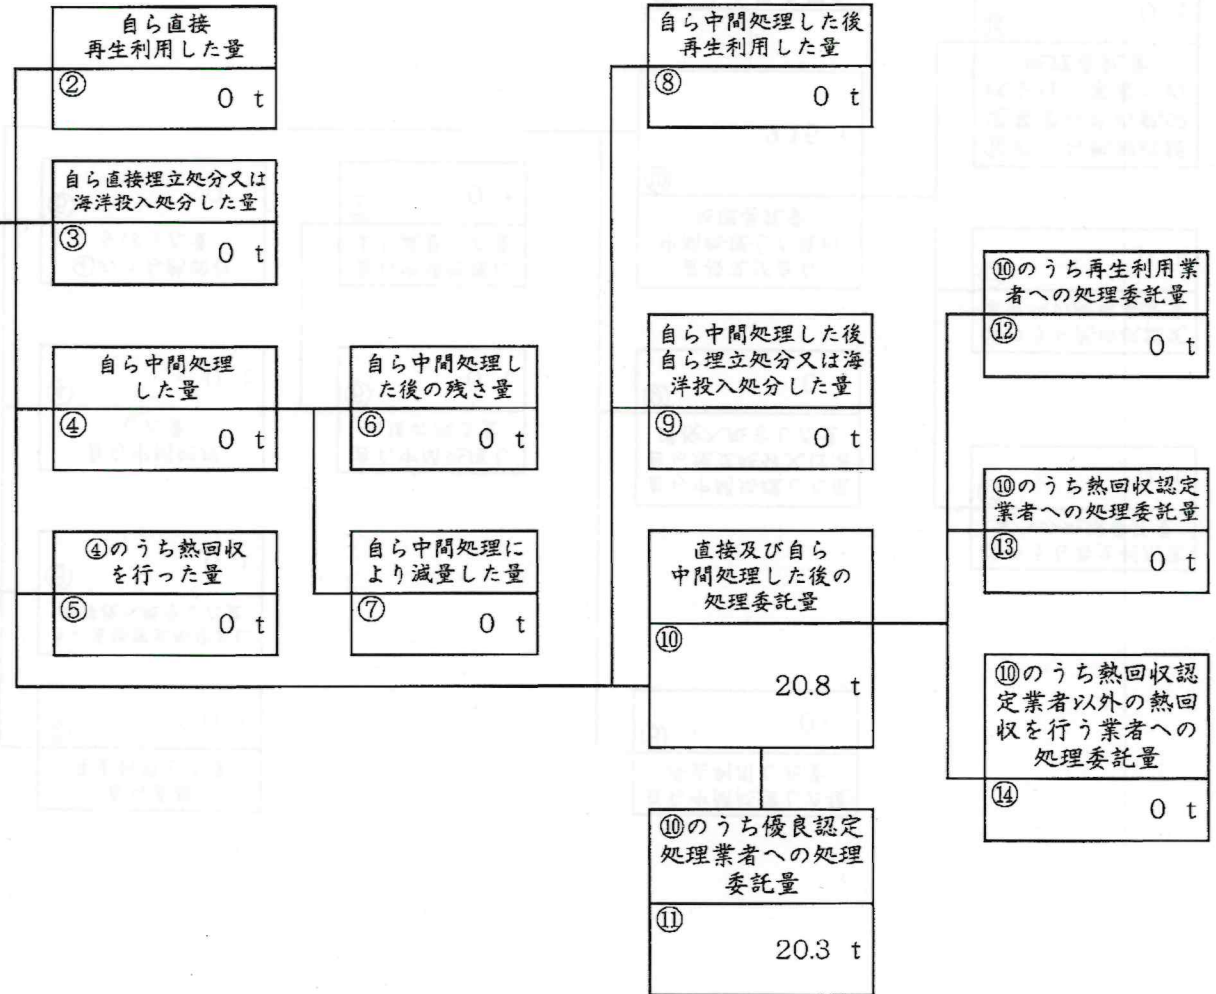 自ら直接
再生利用した量
②
0 t
自ら直接埋立処分又は
海洋投入処分した量
③
0 t
自ら中間処理
した量
④
0 t
④のうち熱回収
を行った量
⑤
0 t
自ら中間処理し
た後の残さ量
⑥
0 t
自ら中間処理に
より減量した量
⑦
0 t
自ら中間処理した後
再生利用した量
⑧
0 t
自ら中間処理した後
自ら埋立処分又は海
洋投入処分した量
⑨
0 t
直接及び自ら
中間処理した後の
処理委託量
⑩
20.8 t
⑩のうち優良認定
処理業者への処理
委託量
⑪
20.3 t
⑩のうち再生利用業
者への処理委託量
⑫
0 t
⑩のうち熱回収認定
業者への処理委託量
⑬
0 t
⑩のうち熱回収認
定業者以外の熱回
収を行う業者への
処理委託量
⑭
0 t